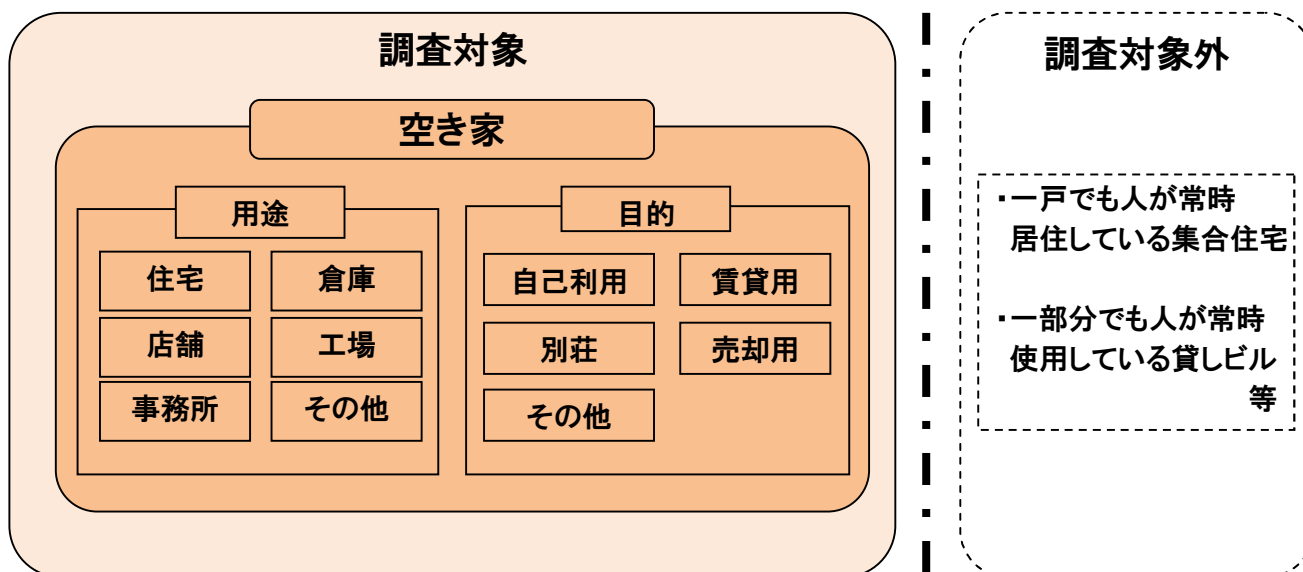 調査対象
空き家
用途
住宅
倉庫
店舗
工場
事務所
その他
目的
自己利用
賃貸用
別荘
売却用
その他
調査対象外
・一戸でも人が常時
居住している集合住宅
・一部分でも人が常時
使用している貸しビル
等